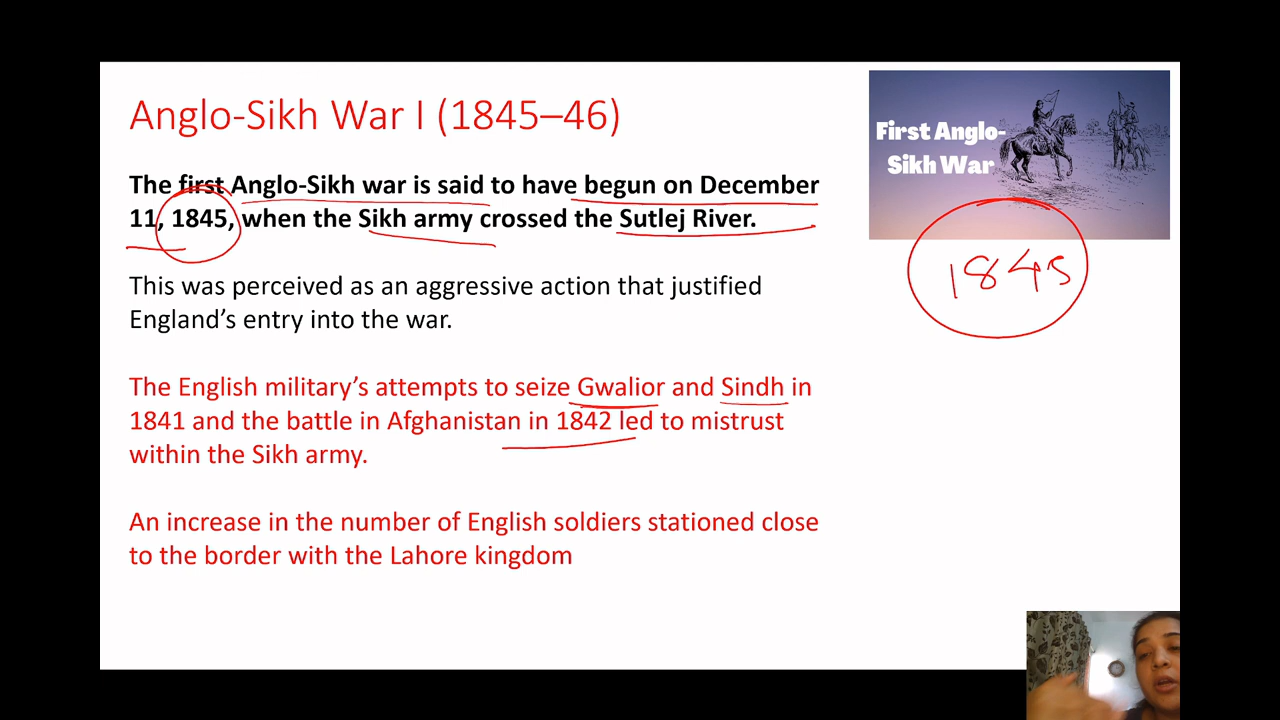 Anglo-Sikh War I (1845–46)
The first Anglo-Sikh war is said to have begun on December
11, 1845, when the Sikh army crossed the Sutlej River.
This was perceived as an aggressive action that justified
England’s entry into the war.
The English military’s attempts to seize Gwalior and Sindh in
1841 and the battle in Afghanistan in 1842 led to mistrust
within the Sikh army.
An increase in the number of English soldiers stationed close
to the border with the Lahore kingdom
First Anglo-
Sikh War
1845